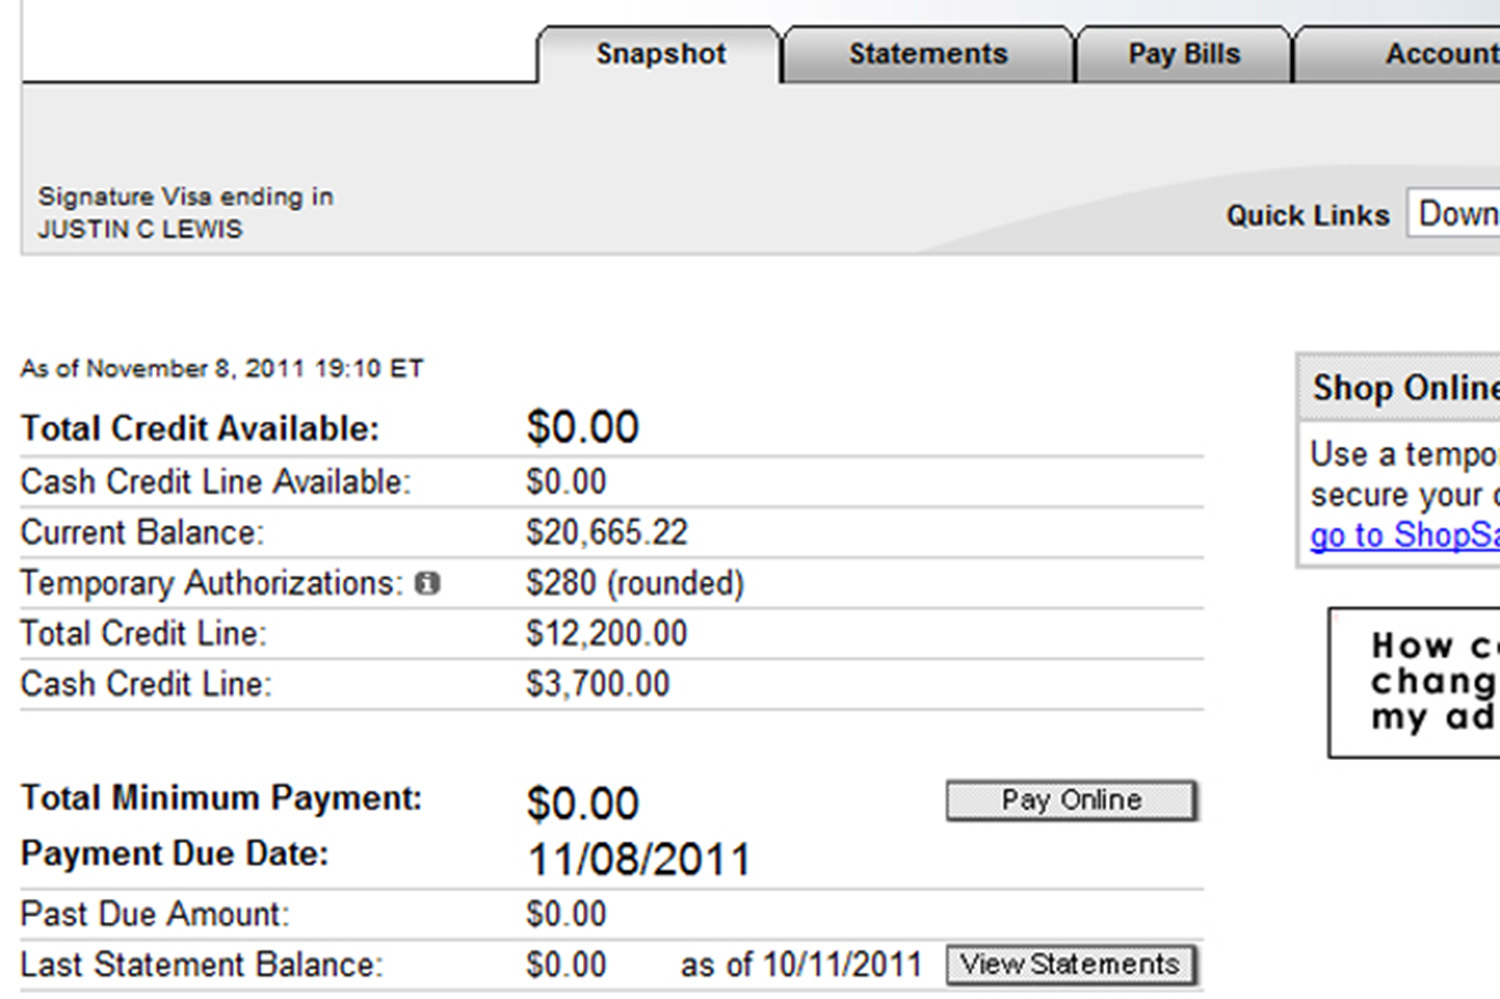 Snapshot Statements Pay Bills Account
Signature Visa ending in
JUSTIN C LEWIS
Quick Links Down
As of November 8, 2011 19:10 ET
Total Credit Available: $0.00
Cash Credit Line Available: $0.00
Current Balance: $20,665.22
Temporary Authorizations: i $280 (rounded)
Total Credit Line: $12,200.00
Cash Credit Line: $3,700.00
Total Minimum Payment: $0.00 Pay Online
Payment Due Date: 11/08/2011
Past Due Amount: $0.00
Last Statement Balance: $0.00 as of 10/11/2011 View Statements
Shop Online
Use a tempo
secure your
go to ShopSa
How c
chang
my ad